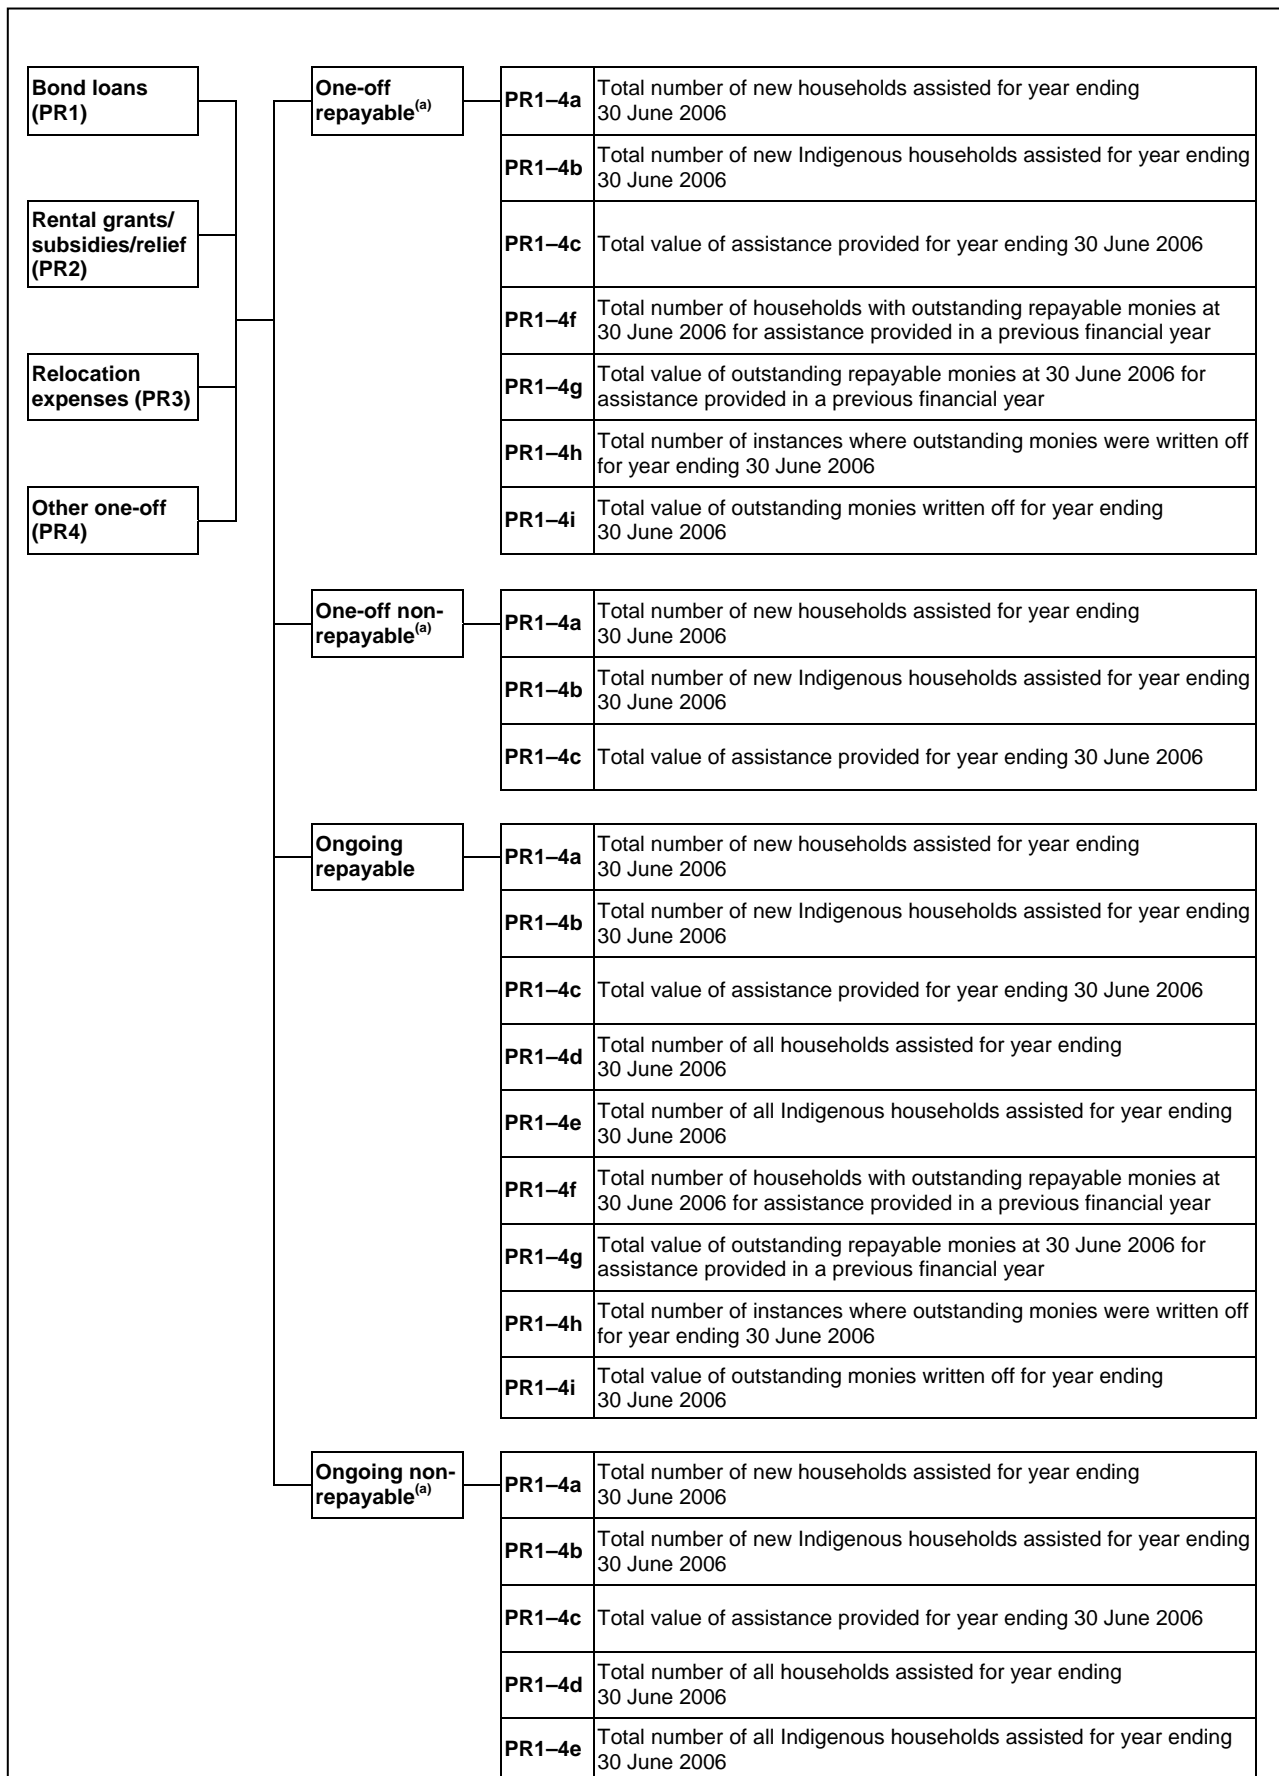 Bond loans
(PR1)
Rental grants/
subsidies/relief
(PR2)
Relocation
expenses (PR3)
Other one-off
(PR4)
One-off
repayable(a)
PR1–4a
Total number of new households assisted for year ending
30 June 2006
PR1–4b
Total number of new Indigenous households assisted for year ending
30 June 2006
PR1–4c
Total value of assistance provided for year ending 30 June 2006
PR1–4f
Total number of households with outstanding repayable monies at
30 June 2006 for assistance provided in a previous financial year
PR1–4g
Total value of outstanding repayable monies at 30 June 2006 for
assistance provided in a previous financial year
PR1–4h
Total number of instances where outstanding monies were written off
for year ending 30 June 2006
PR1–4i
Total value of outstanding monies written off for year ending
30 June 2006
One-off non-
repayable(a)
PR1–4a
Total number of new households assisted for year ending
30 June 2006
PR1–4b
Total number of new Indigenous households assisted for year ending
30 June 2006
PR1–4c
Total value of assistance provided for year ending 30 June 2006
Ongoing
repayable
PR1–4a
Total number of new households assisted for year ending
30 June 2006
PR1–4b
Total number of new Indigenous households assisted for year ending
30 June 2006
PR1–4c
Total value of assistance provided for year ending 30 June 2006
PR1–4d
Total number of all households assisted for year ending
30 June 2006
PR1–4e
Total number of all Indigenous households assisted for year ending
30 June 2006
PR1–4f
Total number of households with outstanding repayable monies at
30 June 2006 for assistance provided in a previous financial year
PR1–4g
Total value of outstanding repayable monies at 30 June 2006 for
assistance provided in a previous financial year
PR1–4h
Total number of instances where outstanding monies were written off
for year ending 30 June 2006
PR1–4i
Total value of outstanding monies written off for year ending
30 June 2006
Ongoing non-
repayable(a)
PR1–4a
Total number of new households assisted for year ending
30 June 2006
PR1–4b
Total number of new Indigenous households assisted for year ending
30 June 2006
PR1–4c
Total value of assistance provided for year ending 30 June 2006
PR1–4d
Total number of all households assisted for year ending
30 June 2006
PR1–4e
Total number of all Indigenous households assisted for year ending
30 June 2006